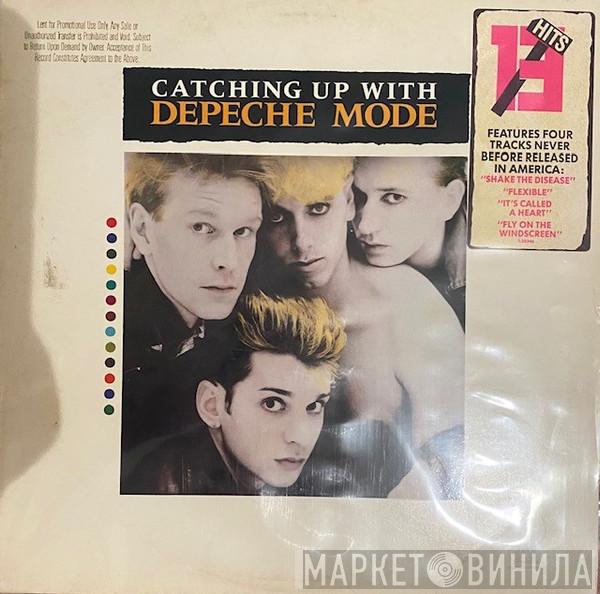 Lent for Promotional Use Only Any Sale or
Unauthorized Transfer is Prohibited and Void. Subject
to Return Upon Demand by Owner. Acceptance of This
Record Constitutes Agreement to the Above.
CATCHING UP WITH
DEPECHE MODE
13
HITS
FEATURES FOUR
TRACKS NEVER
BEFORE RELEASED
IN AMERICA:
"SHAKE THE DISEASE"
"FLEXIBLE"
"IT'S CALLED
A HEART"
"FLY ON THE
WINDSCREEN"
МАРКЕТ ВИНИЛА